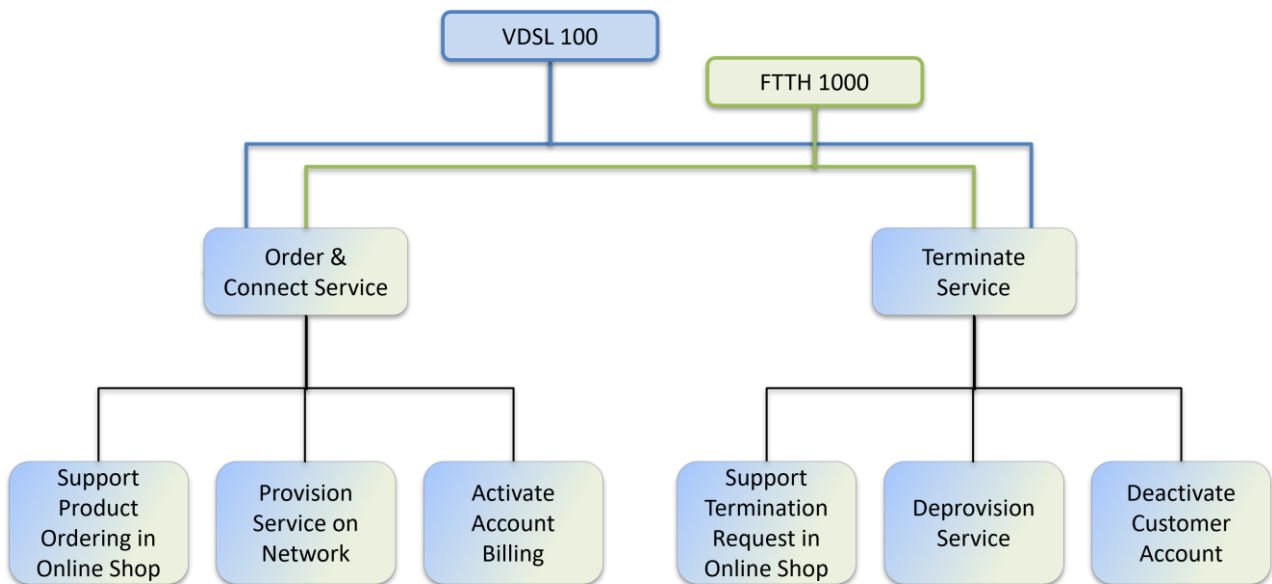 VDSL 100
FTTH 1000
Order &
Connect Service
Terminate
Service
Support
Product
Ordering in
Online Shop
Provision
Service on
Network
Activate
Account
Billing
Support
Termination
Request in
Online Shop
Deprovision
Service
Deactivate
Customer
Account